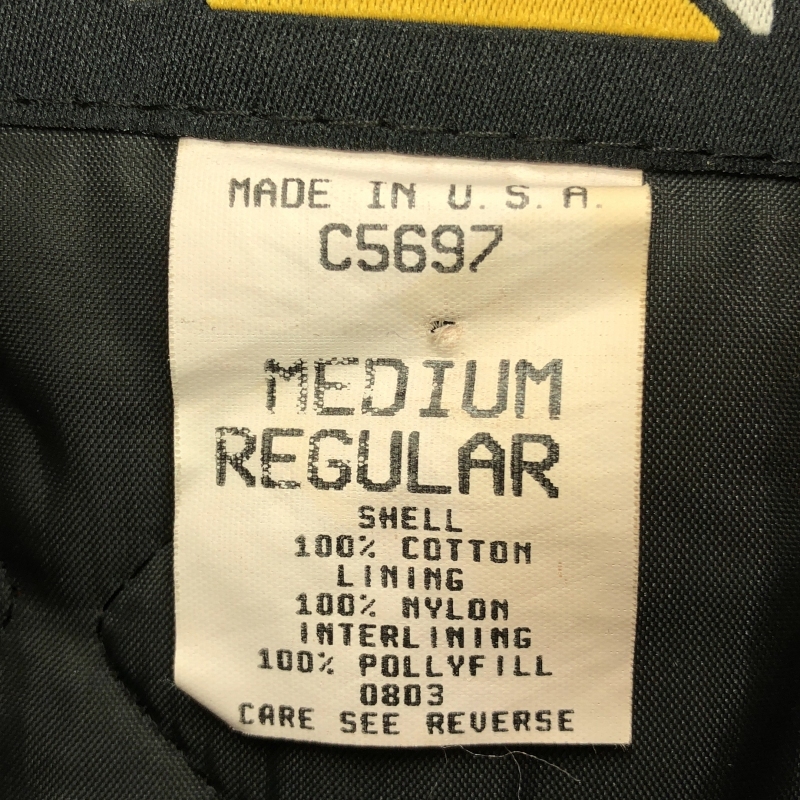 MADE IN U.S.A.
C5697
MEDIUM
REGULAR
SHELL
100% COTTON
LINING
100% NYLON
INTERLINING
100% POLLYFILL
0803
CARE SEE REVERSE